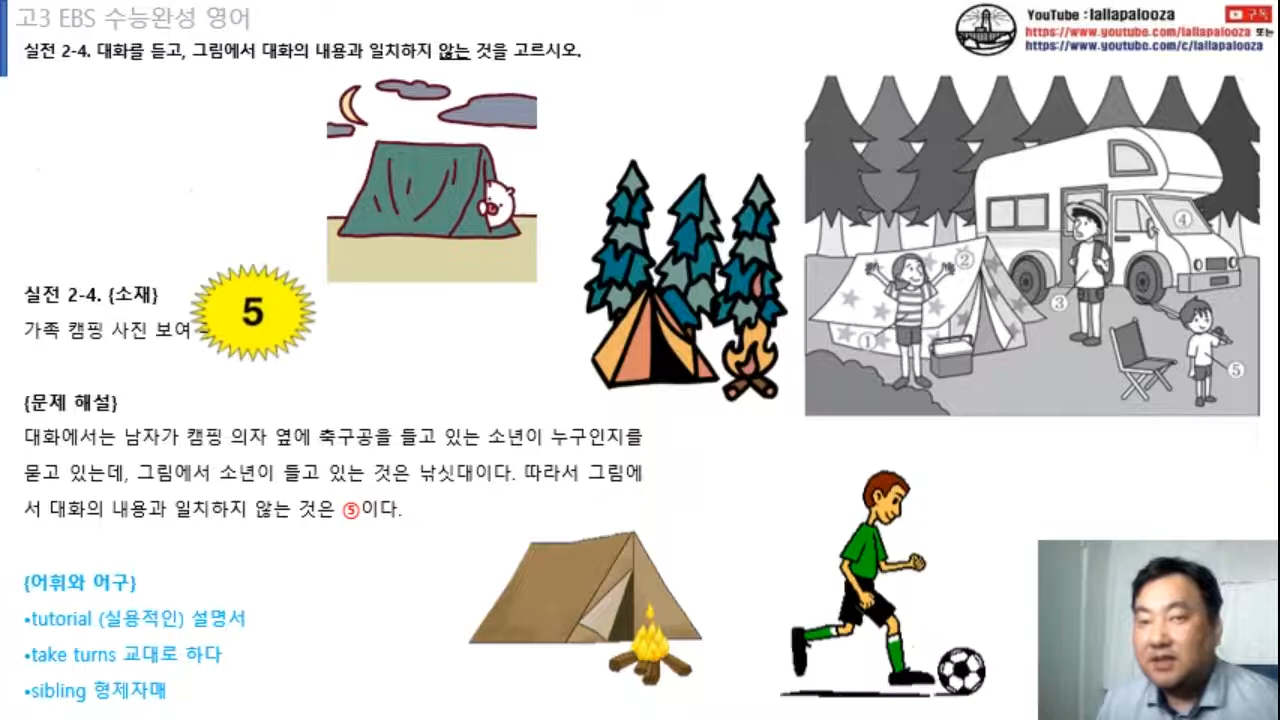 고3 EBS 수능완성 영어
YouTube : lallapalooza
구독
https://www.youtube.com/lallapalooza 또는
https://www.youtube.com/c/lallapalooza
실전 2-4. 대화를 듣고, 그림에서 대화의 내용과 일치하지 않는 것을 고르시오.
②
④
③
①
⑤
실전 2-4. {소재}
5
가족 캠핑 사진 보여
{문제 해설}
대화에서는 남자가 캠핑 의자 옆에 축구공을 들고 있는 소년이 누구인지를
묻고 있는데, 그림에서 소년이 들고 있는 것은 낚싯대이다. 따라서 그림에
서 대화의 내용과 일치하지 않는 것은 ⑤이다.
{어휘와 어구}
•tutorial (실용적인) 설명서
•take turns 교대로 하다
•sibling 형제자매